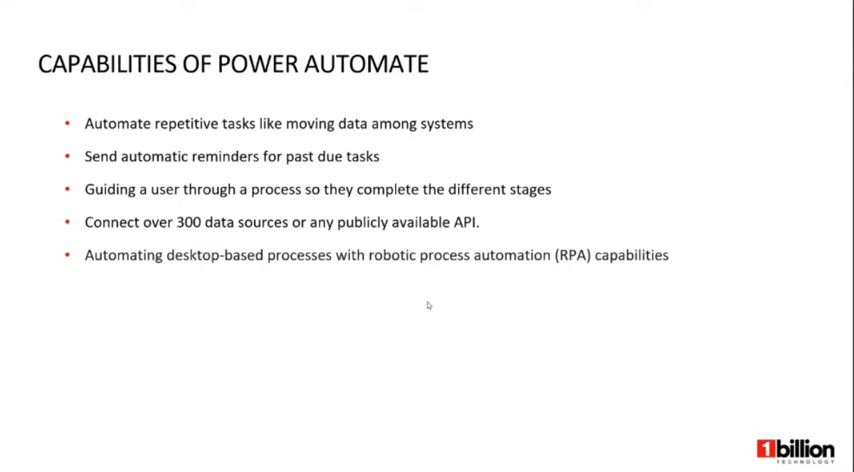 CAPABILITIES OF POWER AUTOMATE
• Automate repetitive tasks like moving data among systems
• Send automatic reminders for past due tasks
• Guiding a user through a process so they complete the different stages
• Connect over 300 data sources or any publicly available API.
• Automating desktop-based processes with robotic process automation (RPA) capabilities
1billion
TECHNOLOGY